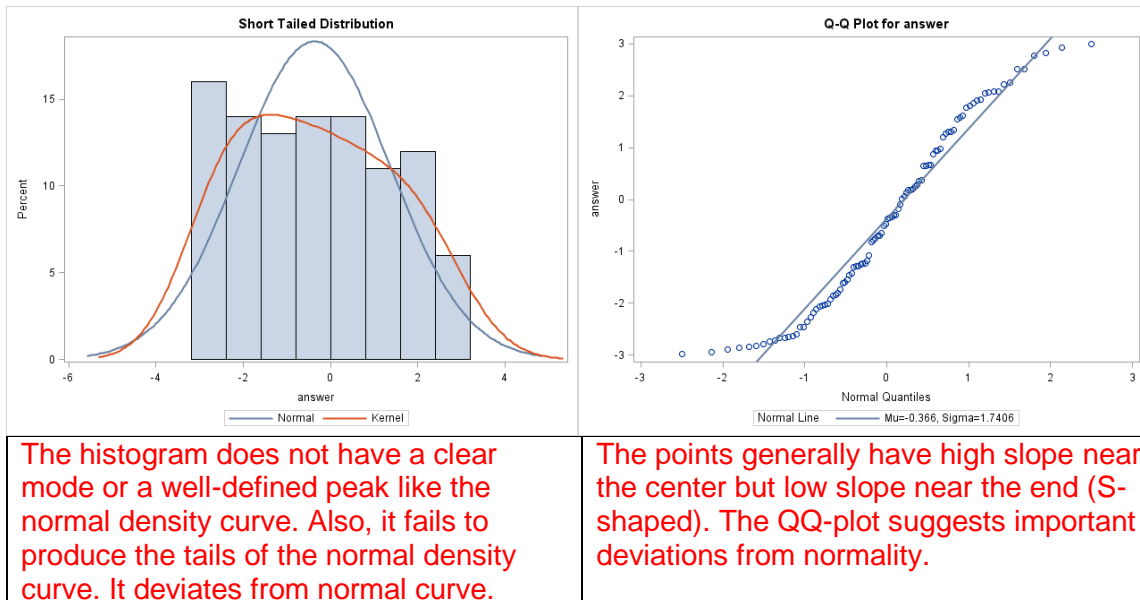 Short Tailed Distribution
15
10
5
0
Percent
-6 -4 -2 0 2 4
answer
Normal Kernel
Q-Q Plot for answer
3
2
1
0
-1
-2
-3
answer
-3 -2 -1 0 1 2 3
Normal Quantiles
Normal Line Mu=-0.366, Sigma=1.7406
The histogram does not have a clear
mode or a well-defined peak like the
normal density curve. Also, it fails to
produce the tails of the normal density
curve. It deviates from normal curve.
The points generally have high slope near
the center but low slope near the end (S-
shaped). The QQ-plot suggests important
deviations from normality.